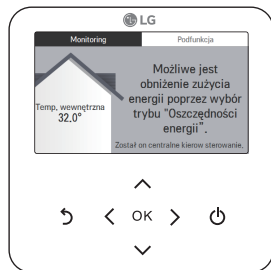 LG
Monitoring
Podfunkcja
Temp, wewnętrzna
32.0°
Możliwe jest
obniżenie zużycia
energii poprzez wybór
trybu "Oszczędności
energii".
Został on centralne kierow sterowanie.
OK